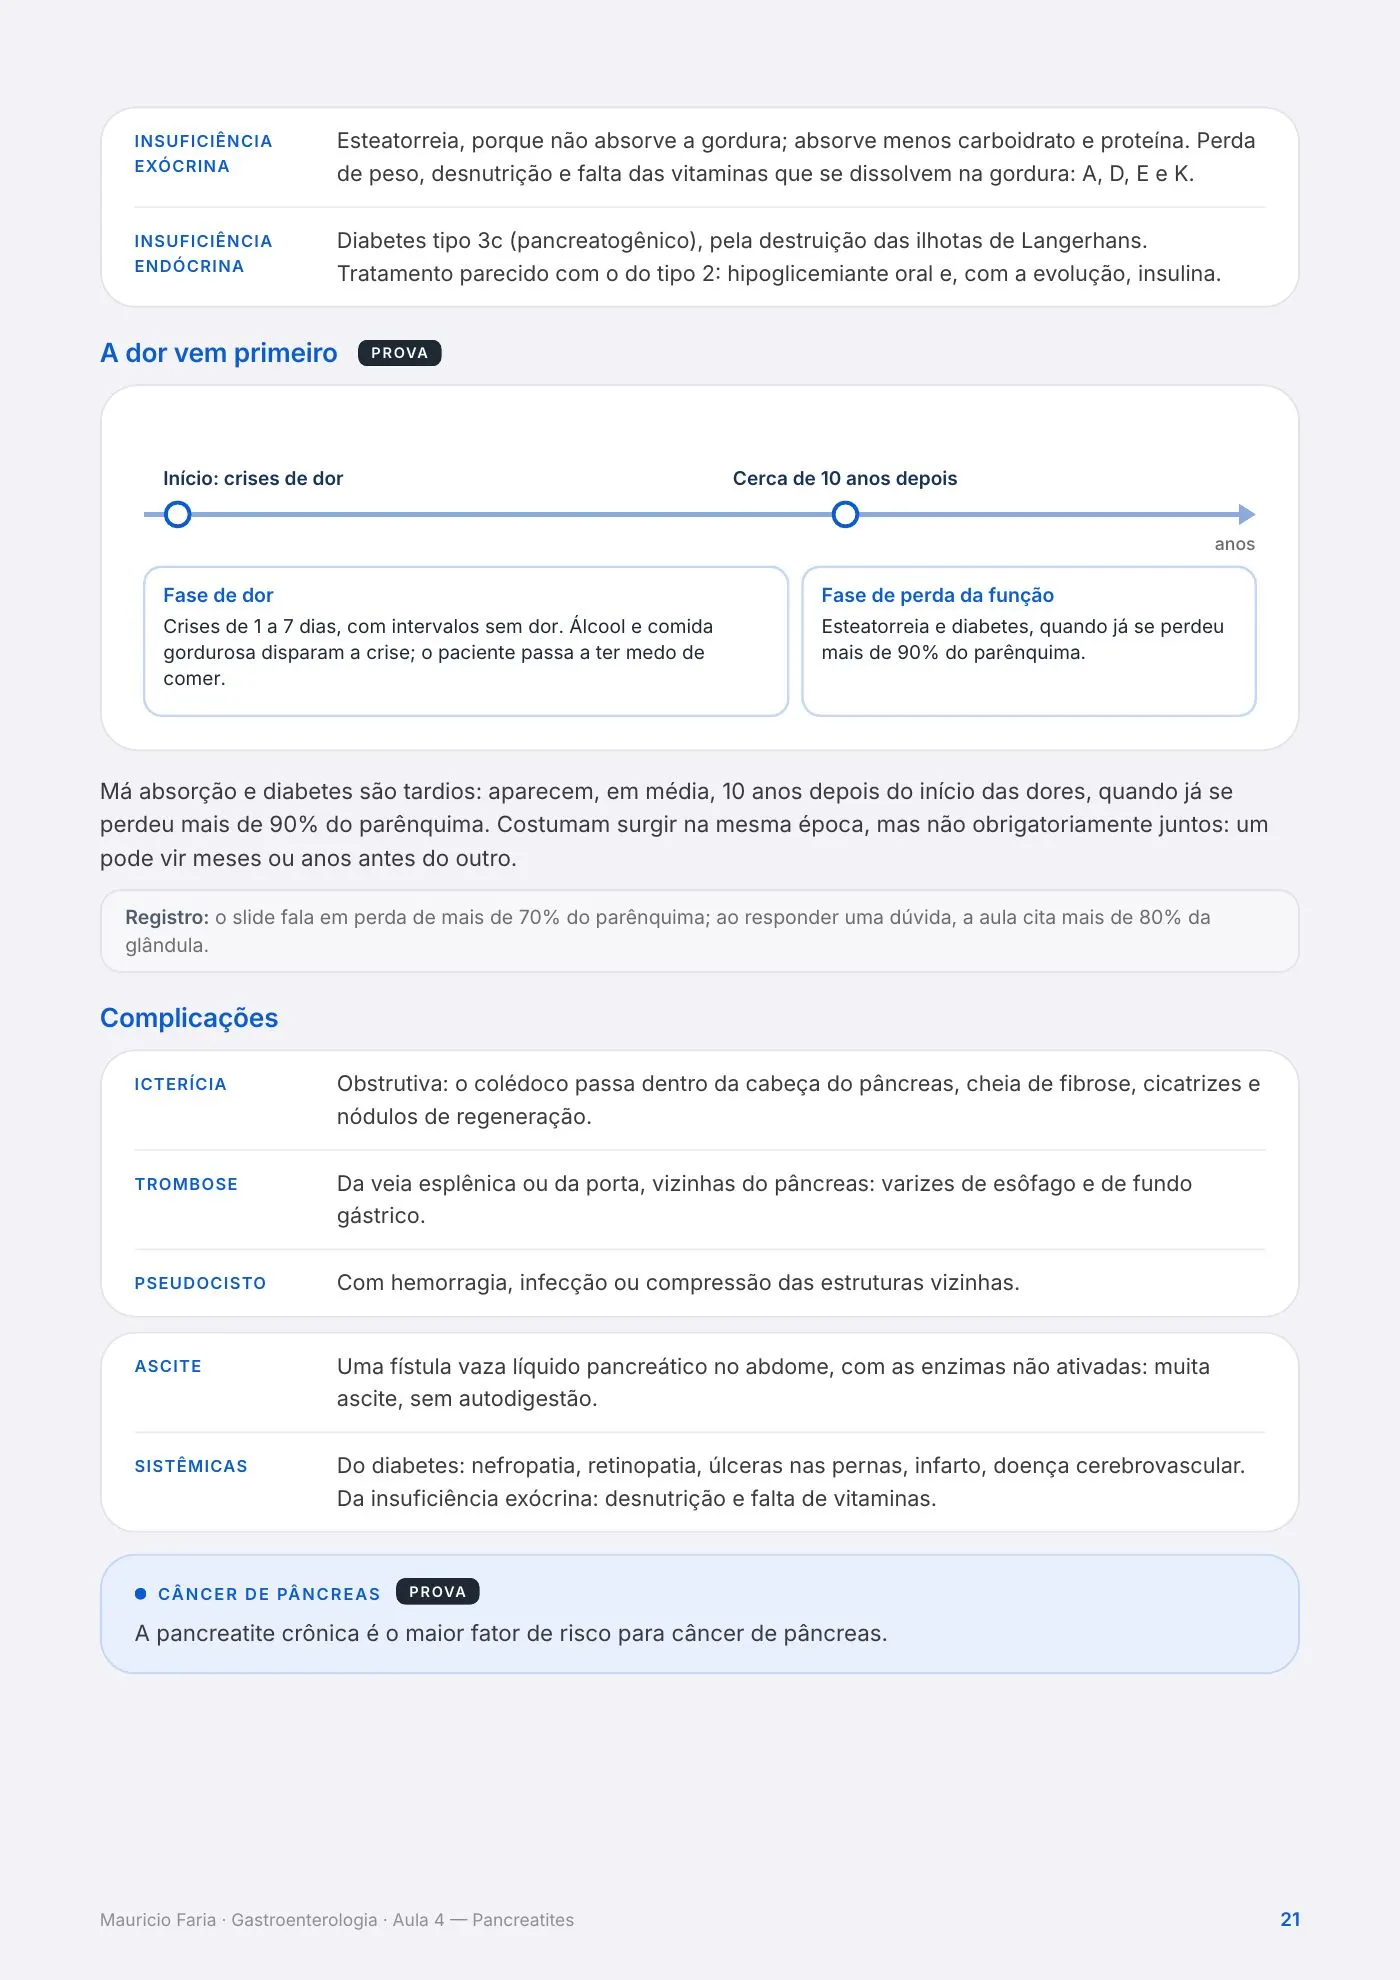 INSUFICIÊNCIA
EXÓCRINA
Esteatorreia, porque não absorve a gordura; absorve menos carboidrato e proteína. Perda
de peso, desnutrição e falta das vitaminas que se dissolvem na gordura: A, D, E e K.
INSUFICIÊNCIA
ENDÓCRINA
Diabetes tipo 3c (pancreatogênico), pela destruição das ilhotas de Langerhans.
Tratamento parecido com o do tipo 2: hipoglicemiante oral e, com a evolução, insulina.
A dor vem primeiro PROVA
Início: crises de dor
Cerca de 10 anos depois
anos
Fase de dor
Crises de 1 a 7 dias, com intervalos sem dor. Álcool e comida
gordurosa disparam a crise; o paciente passa a ter medo de
comer.
Fase de perda da função
Esteatorreia e diabetes, quando já se perdeu
mais de 90% do parênquima.
Má absorção e diabetes são tardios: aparecem, em média, 10 anos depois do início das dores, quando já se
perdeu mais de 90% do parênquima. Costumam surgir na mesma época, mas não obrigatoriamente juntos: um
pode vir meses ou anos antes do outro.
Registro: o slide fala em perda de mais de 70% do parênquima; ao responder uma dúvida, a aula cita mais de 80% da
glândula.
Complicações
ICTERÍCIA
Obstrutiva: o colédoco passa dentro da cabeça do pâncreas, cheia de fibrose, cicatrizes e
nódulos de regeneração.
TROMBOSE
Da veia esplênica ou da porta, vizinhas do pâncreas: varizes de esôfago e de fundo
gástrico.
PSEUDOCISTO
Com hemorragia, infecção ou compressão das estruturas vizinhas.
ASCITE
Uma fístula vaza líquido pancreático no abdome, com as enzimas não ativadas: muita
ascite, sem autodigestão.
SISTÊMICAS
Do diabetes: nefropatia, retinopatia, úlceras nas pernas, infarto, doença cerebrovascular.
Da insuficiência exócrina: desnutrição e falta de vitaminas.
CÂNCER DE PÂNCREAS PROVA
A pancreatite crônica é o maior fator de risco para câncer de pâncreas.
Mauricio Faria · Gastroenterologia · Aula 4 — Pancreatites
21